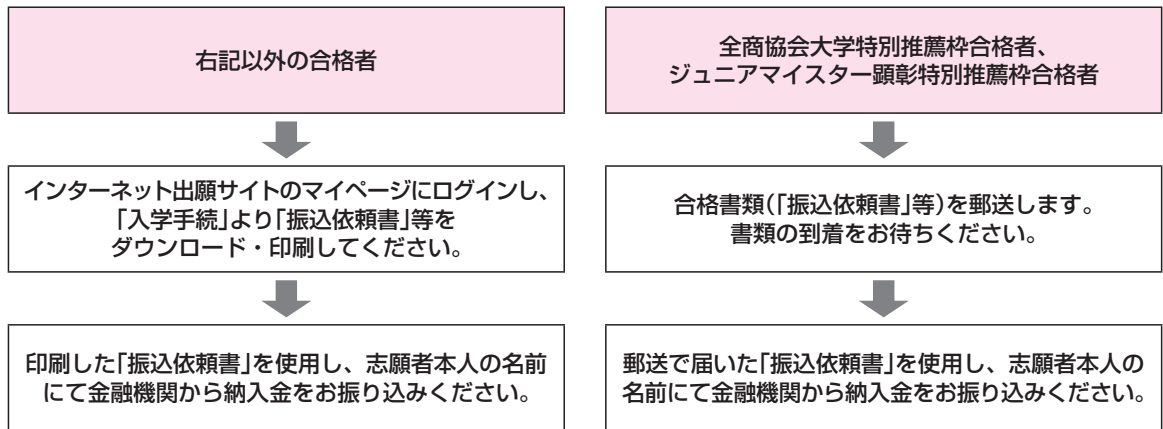 右記以外の合格者
インターネット出願サイトのマイページにログインし、
「入学手続」より「振込依頼書」等を
ダウンロード・印刷してください。
印刷した「振込依頼書」を使用し、志願者本人の名前
にて金融機関から納入金をお振り込みください。
全商協会大学特別推薦枠合格者、
ジュニアマイスター顕彰特別推薦枠合格者
合格書類（「振込依頼書」等）を郵送します。
書類の到着をお待ちください。
郵送で届いた「振込依頼書」を使用し、志願者本人の
名前にて金融機関から納入金をお振り込みください。